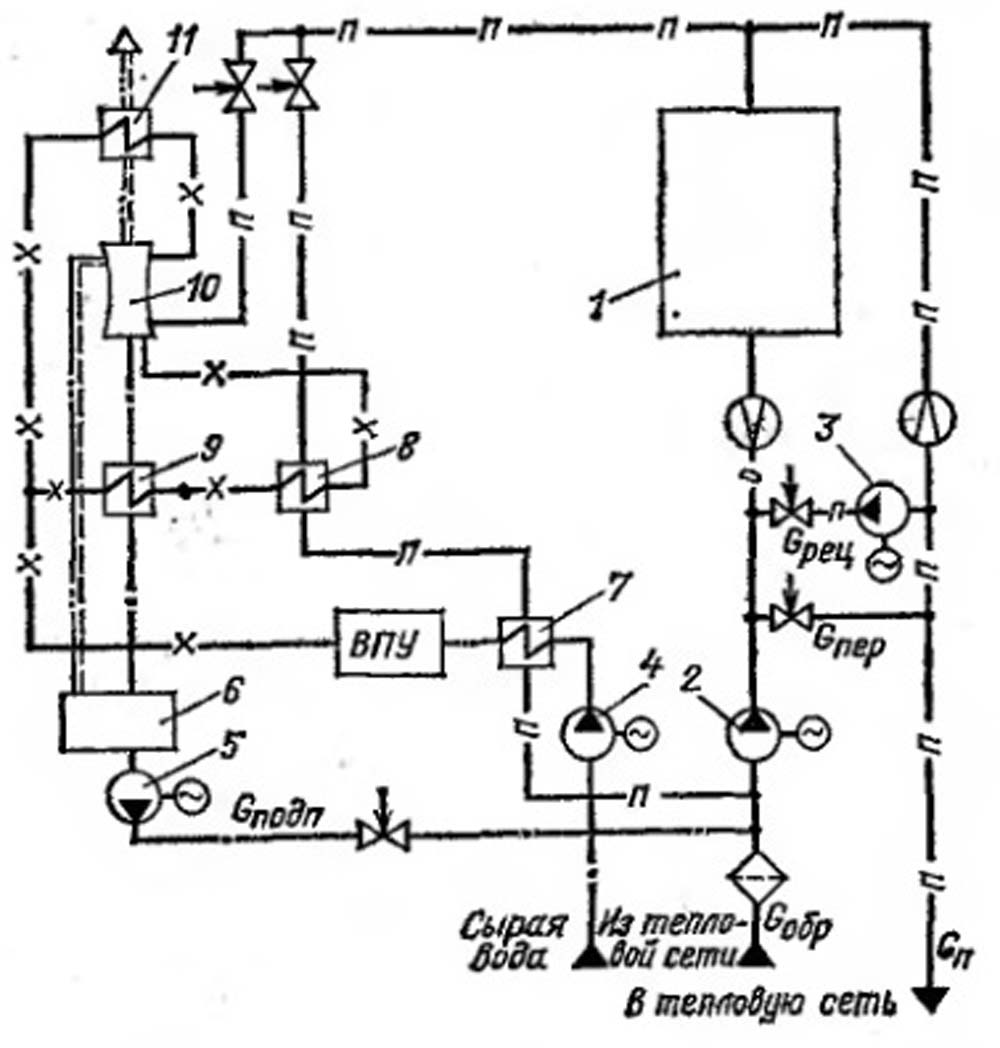 11
П П П П
10
X X П П П
1
П
X X
X X
9
8
3
X X
О
П
Gрец
X
П
7
П
ВПУ
X
Gпер
6
4
2
П
П
5
Gподп
П
П
Сырая
вода
Из тепло-
вой сети
Gобр
Gп
В тепловую сеть